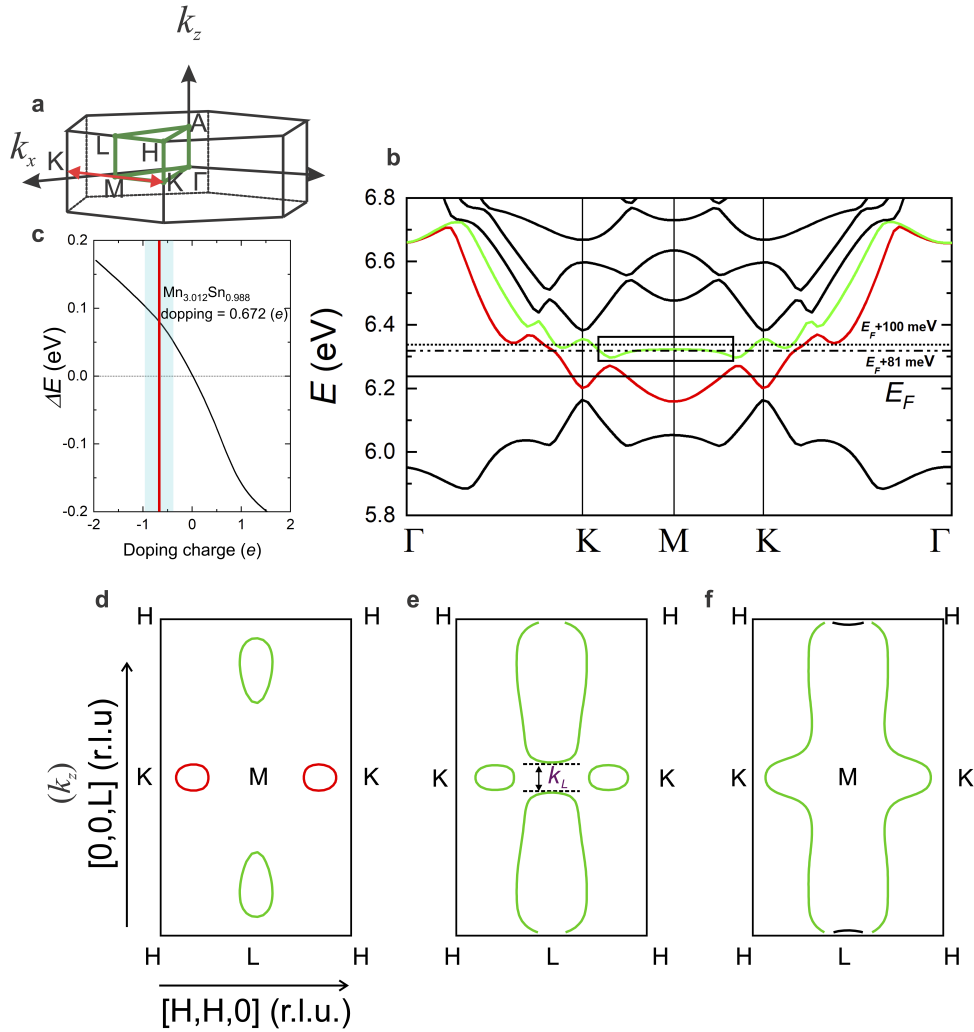 k_z
a
A
L
H
k_x
K
M
K
Γ
b
6.8
6.6
6.4
6.2
6.0
5.8
E (eV)
E_F+100 meV
E_F+81 meV
E_F
Γ
K
M
K
Γ
c
0.2
0.1
0.0
-0.1
-0.2
ΔE (eV)
Mn3.012Sn0.988
dopping = 0.672 (e)
-2
-1
0
1
2
Doping charge (e)
d
H
H
K
M
K
H
L
H
(k_z)
[0,0,L] (r.l.u)
[H,H,0] (r.l.u.)
e
H
H
K
k_L
K
H
L
H
f
H
H
K
M
K
H
L
H